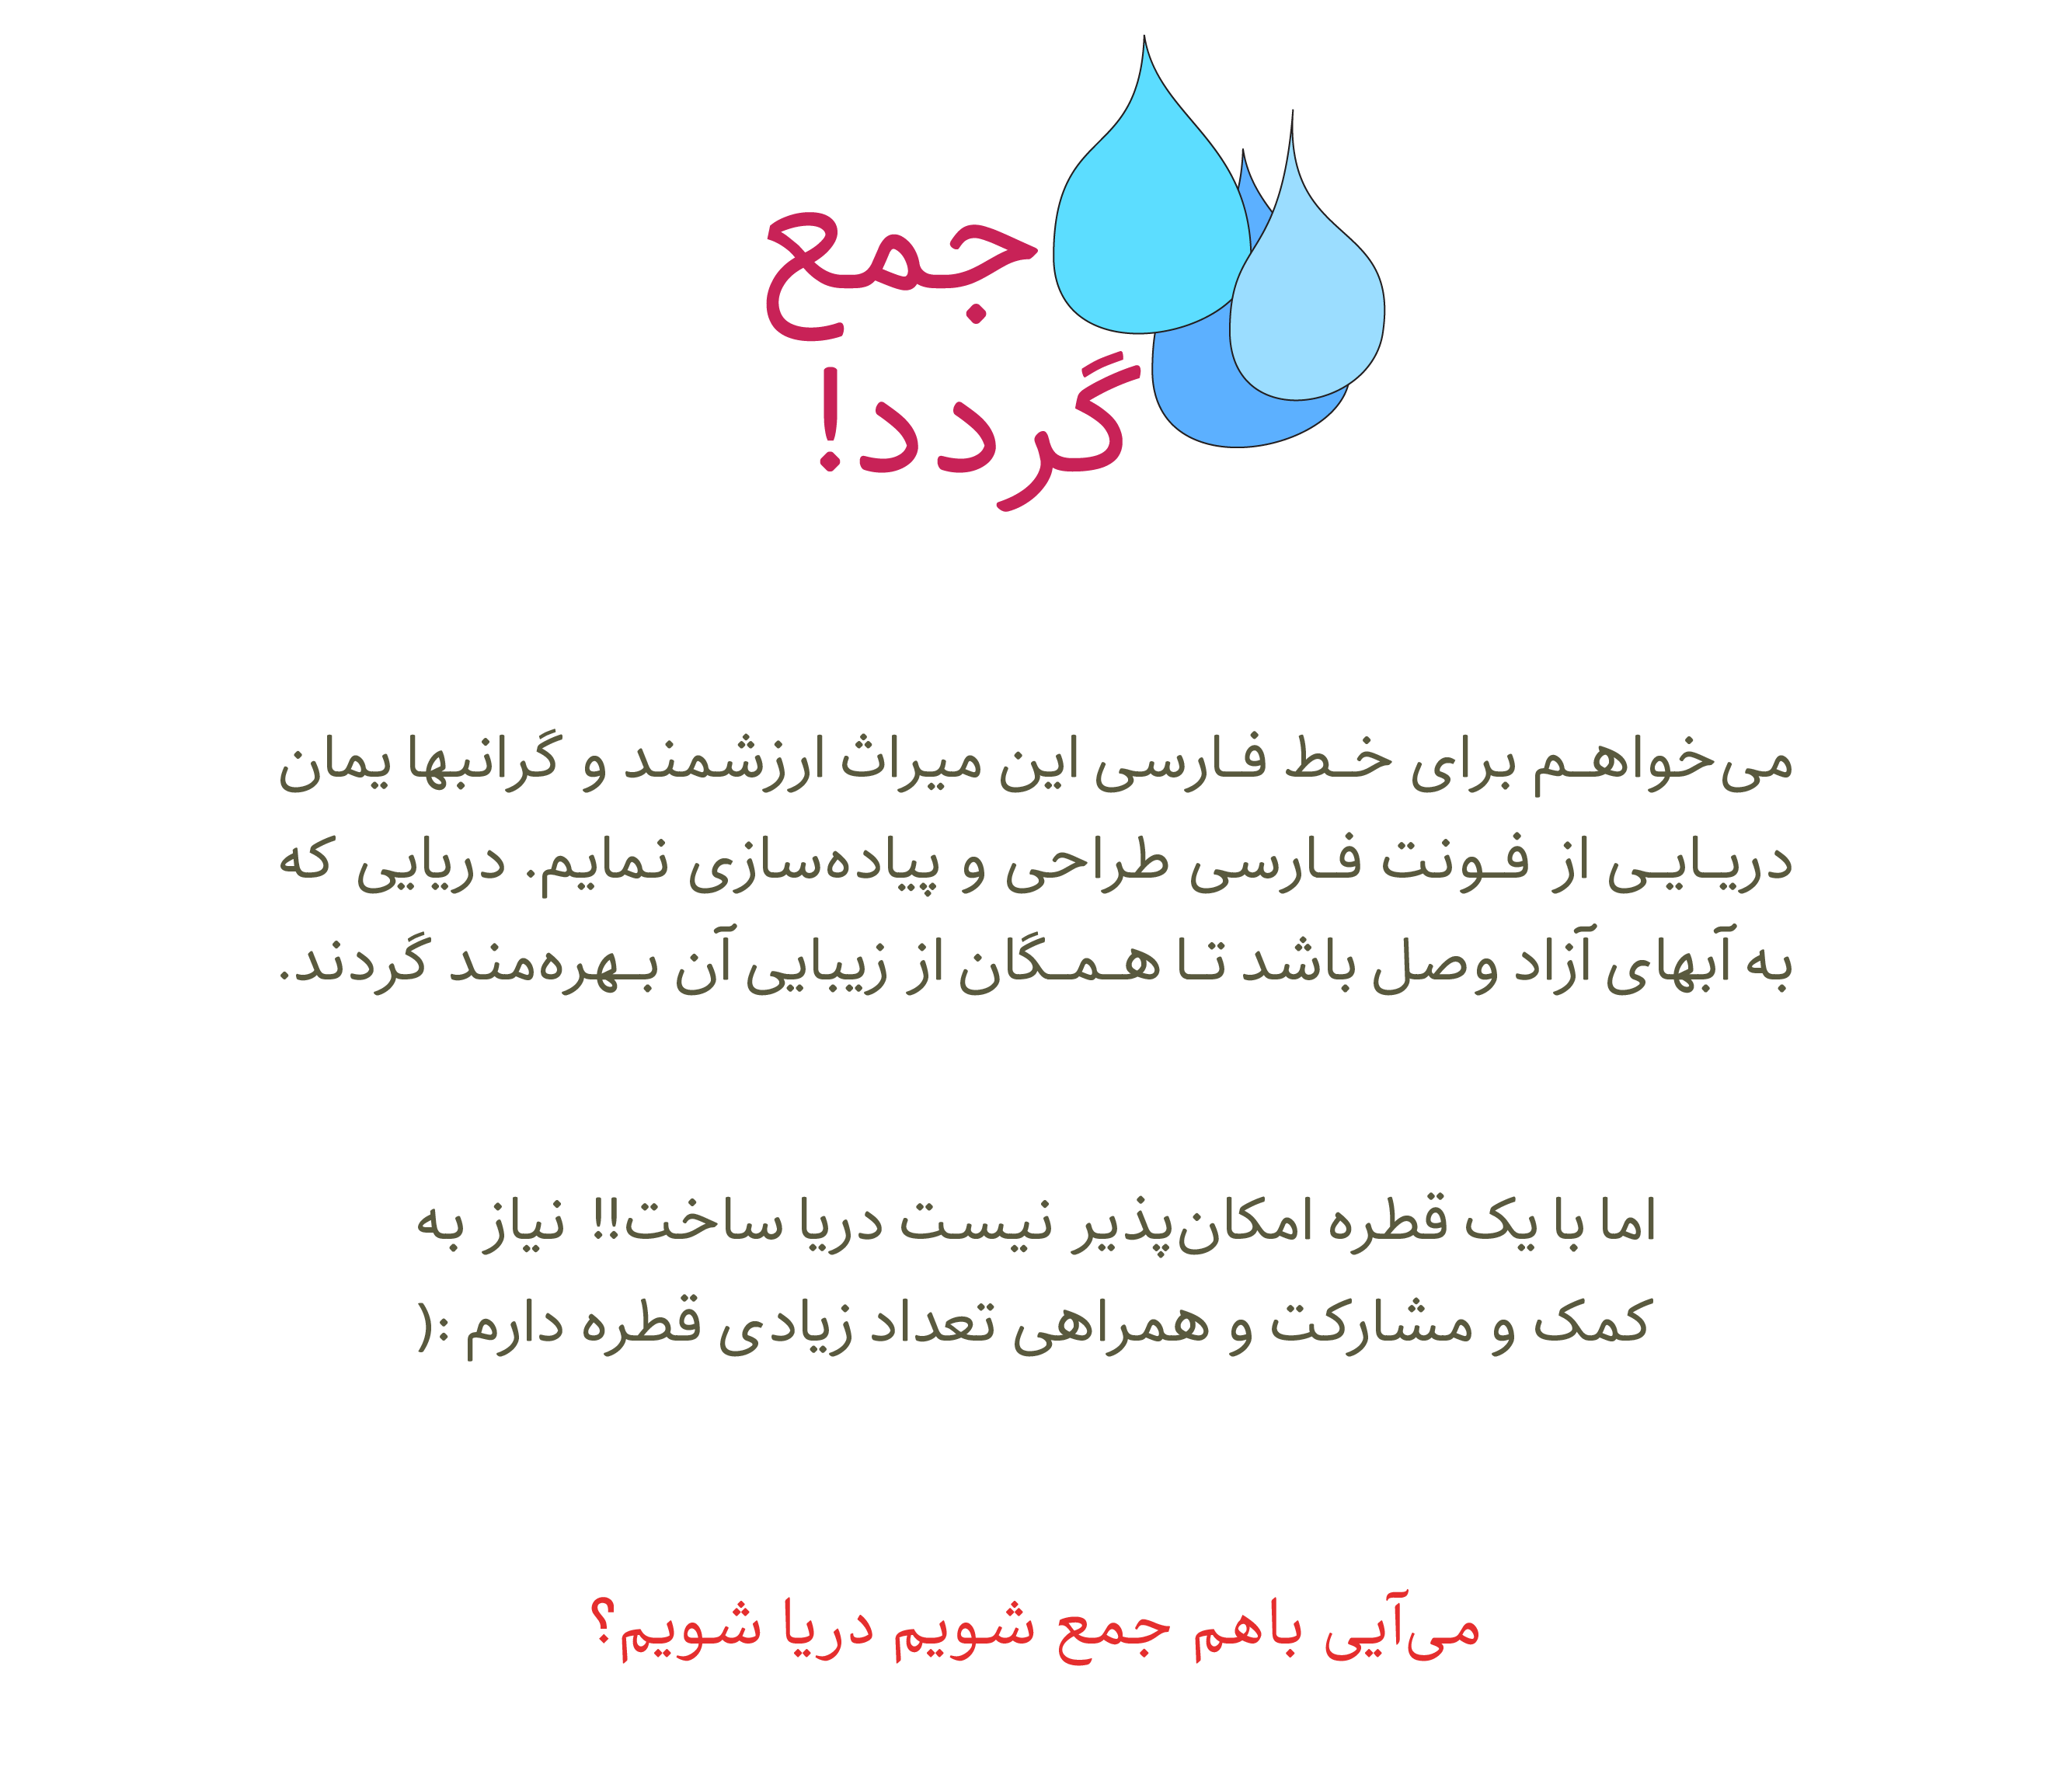 جمع
گردد!
می‌خواهم برای خط فارسی این میراث ارزشمند و گرانبهایمان
دریایی از فونت فارسی طراحی و پیاده‌سازی نمایم. دریایی که
به آبهای آزاد وصل باشد تا همگان از زیبایی آن بهره‌مند گردند.
اما با یک قطره امکان‌پذیر نیست دریا ساخت!! نیاز به
کمک و مشارکت و همراهی تعداد زیادی قطره دارم :(
می‌آیی باهم جمع شویم دریا شویم؟